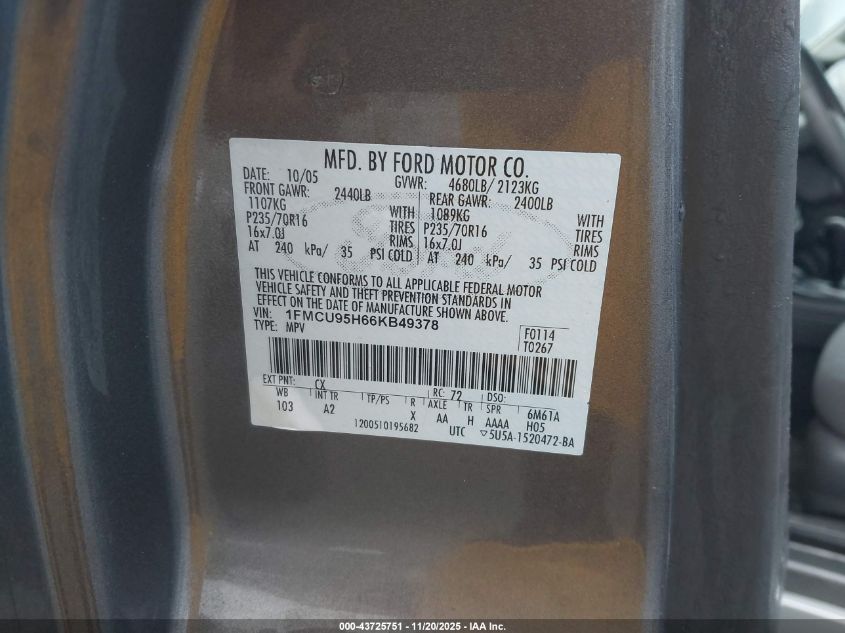 MFD. BY FORD MOTOR CO.
DATE: 10/05 GVWR: 4680LB/ 2123KG
FRONT GAWR: 2440LB REAR GAWR: 2400LB
1107KG WITH 1089KG WITH
P235/70R16 TIRES P235/70R16 TIRES
16x7.0J RIMS 16x7.0J RIMS
AT 240 kPa/ 35 PSI COLD AT 240 kPa/ 35 PSI COLD
THIS VEHICLE CONFORMS TO ALL APPLICABLE FEDERAL MOTOR
VEHICLE SAFETY AND THEFT PREVENTION STANDARDS IN
EFFECT ON THE DATE OF MANUFACTURE SHOWN ABOVE.
VIN: 1FMCU95H66KB49378
TYPE: MPV
F0114
T0267
EXT PNT: CX RC: 72 DSO:
WB INT TR TP/PS R AXLE TR SPR 6M61A
103 A2 X AA H AAAA H05
1200510195682 UTC ▽5U5A-1520472-BA
000-43725751 — 11/20/2025 — IAA Inc.